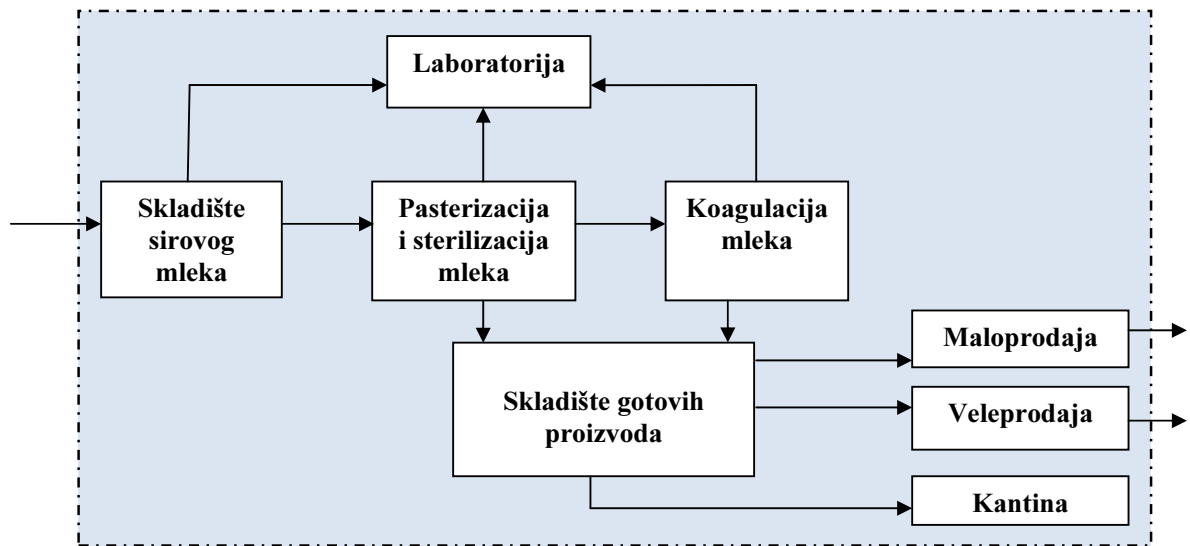 Laboratorija
Skladište
sirovog
mleka
Pasterizacija
i sterilizacija
mleka
Koagulacija
mleka
Maloprodaja
Skladište gotovih
proizvoda
Veleprodaja
Kantina